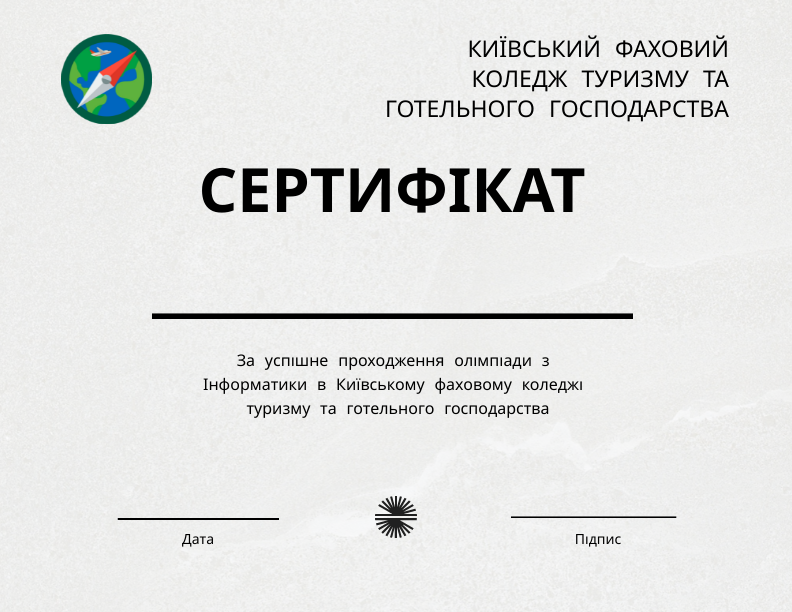 КИЇВСЬКИЙ ФАХОВИЙ
КОЛЕДЖ ТУРИЗМУ ТА
ГОТЕЛЬНОГО ГОСПОДАРСТВА
СЕРТИФІКАТ
За успішне проходження олімпіади з
Інформатики в Київському фаховому коледжі
туризму та готельного господарства
Дата
Підпис